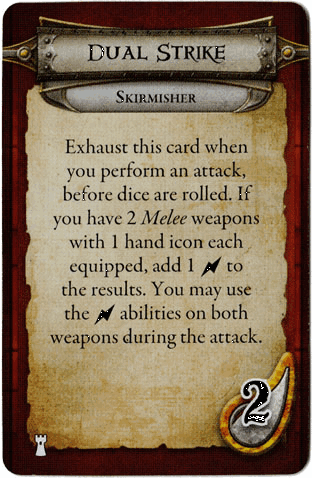 Dual Strike
Skirmisher
Exhaust this card when
you perform an attack,
before dice are rolled. If
you have 2 Melee weapons
with 1 hand icon each
equipped, add 1 to
the results. You may use
the abilities on both
weapons during the attack.
2